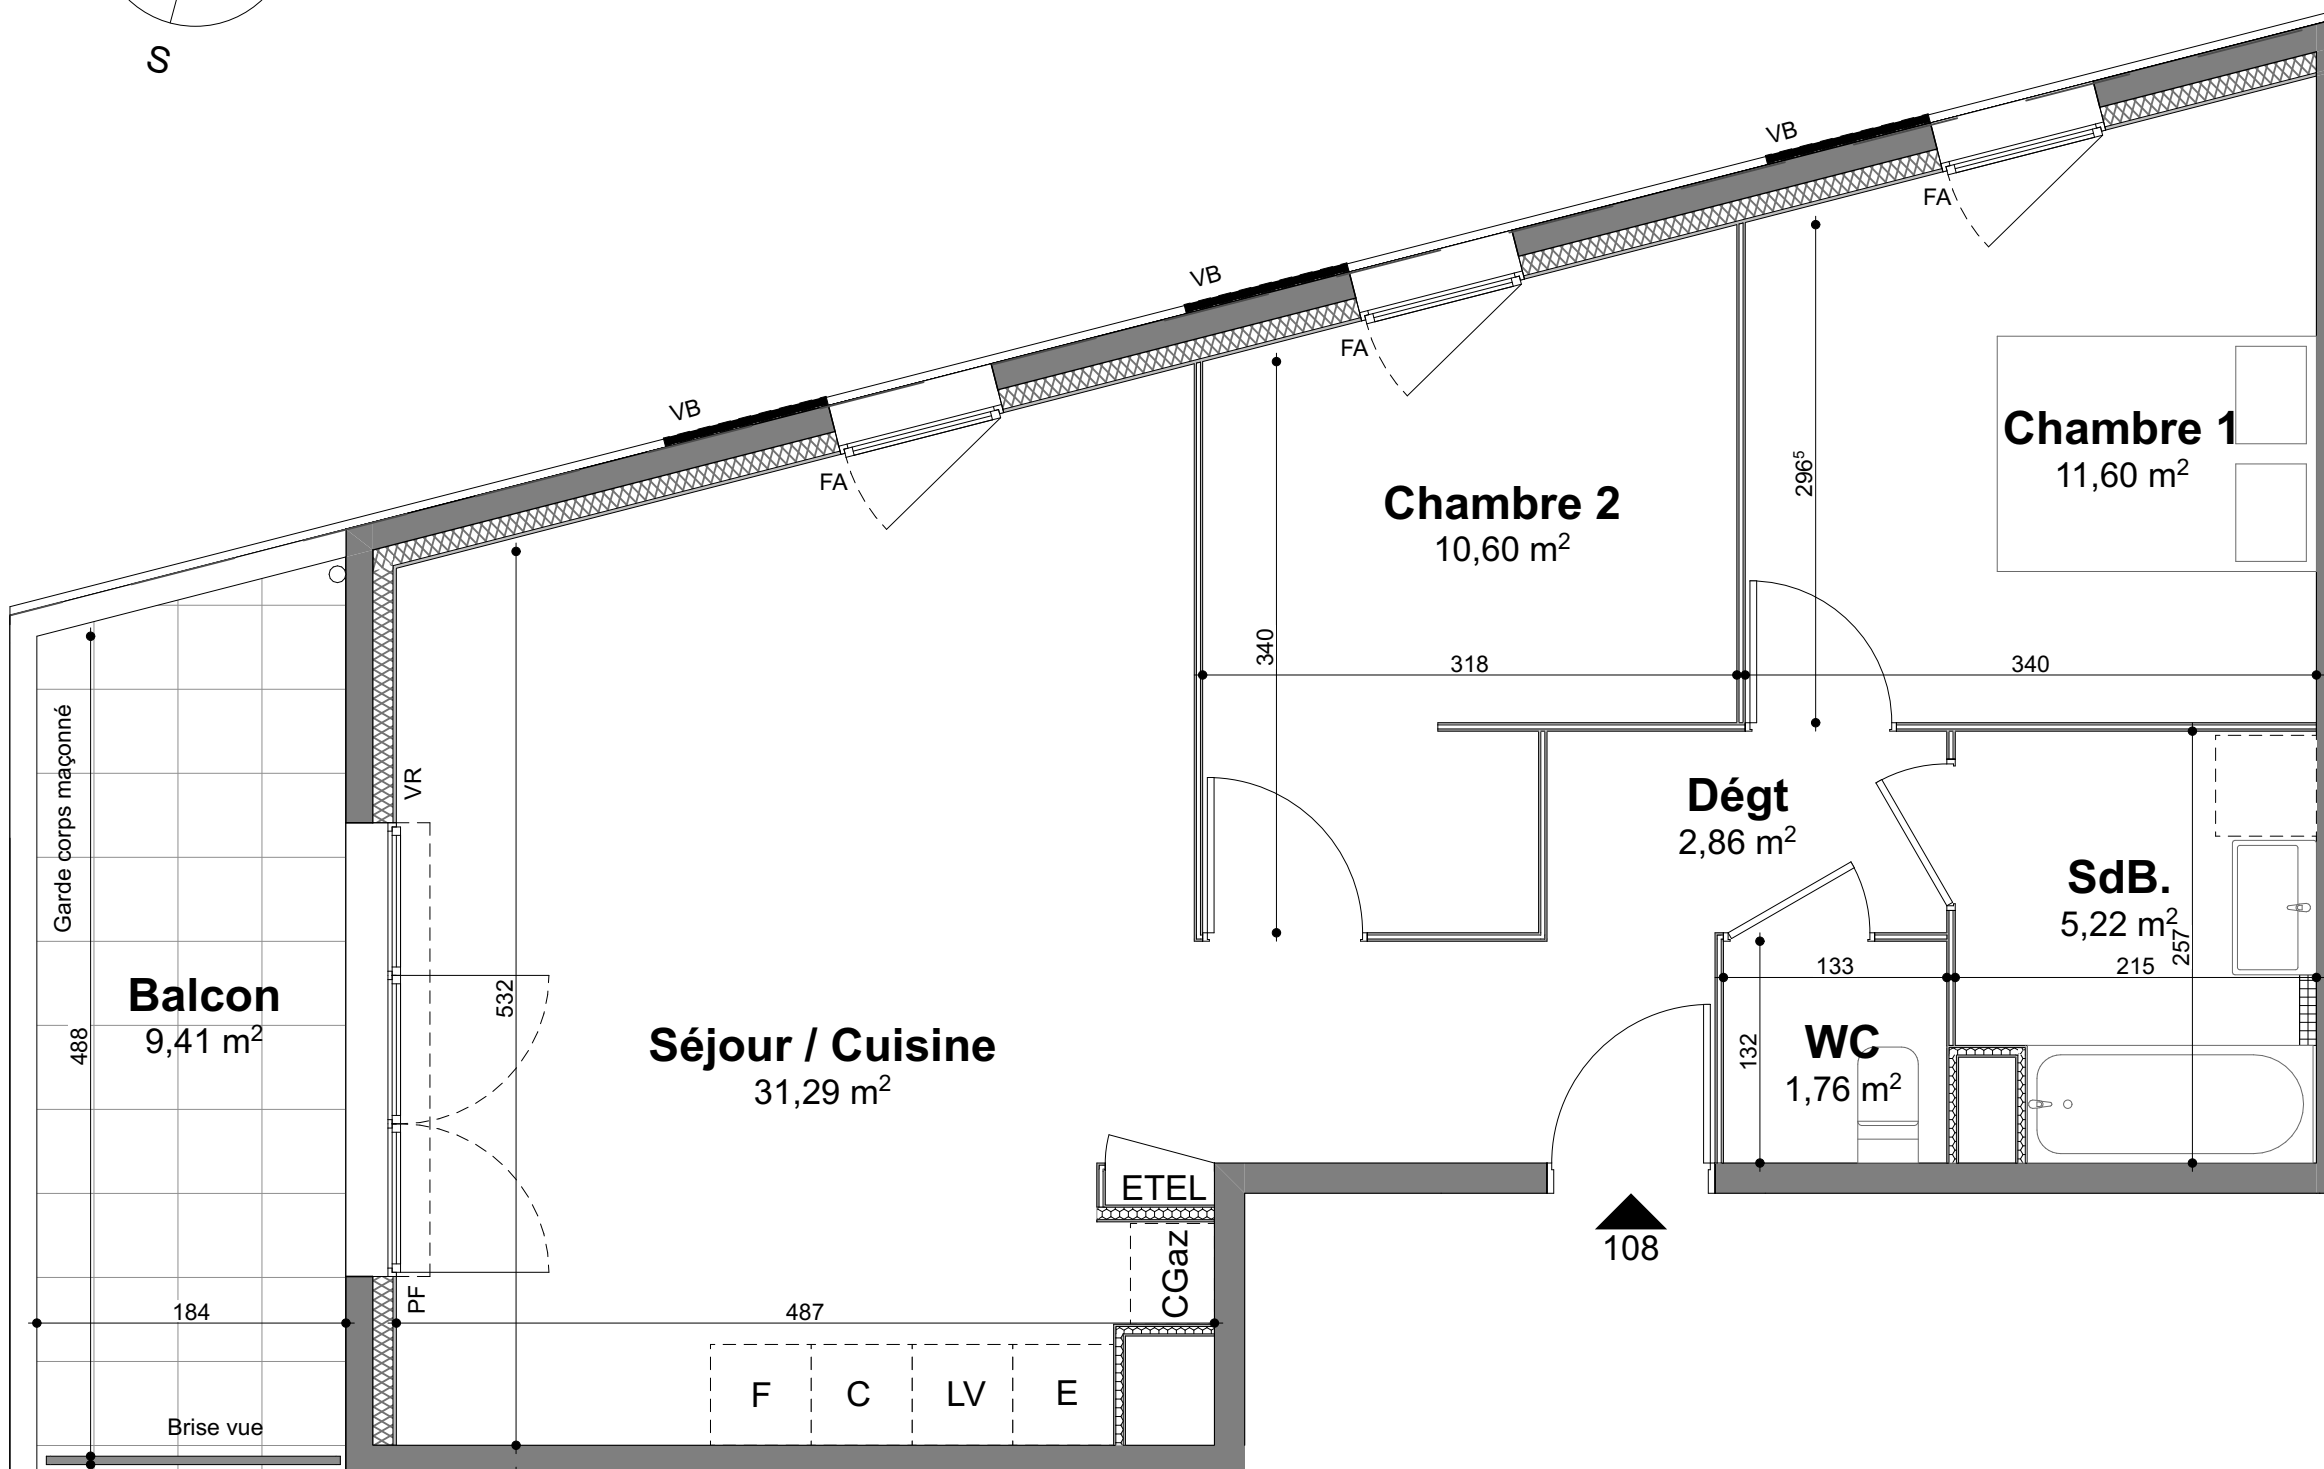 S
VB
FA
VB
FA
VB
FA
Chambre 1
11,60 m²
296⁵
Chambre 2
10,60 m²
340
318
340
Garde corps maçonné
VR
Dégt
2,86 m²
SdB.
5,22 m²
257
133
215
Balcon
9,41 m²
488
532
Séjour / Cuisine
31,29 m²
WC
1,76 m²
132
ETEL
CGaz
108
PF
184
487
F
C
LV
E
Brise vue